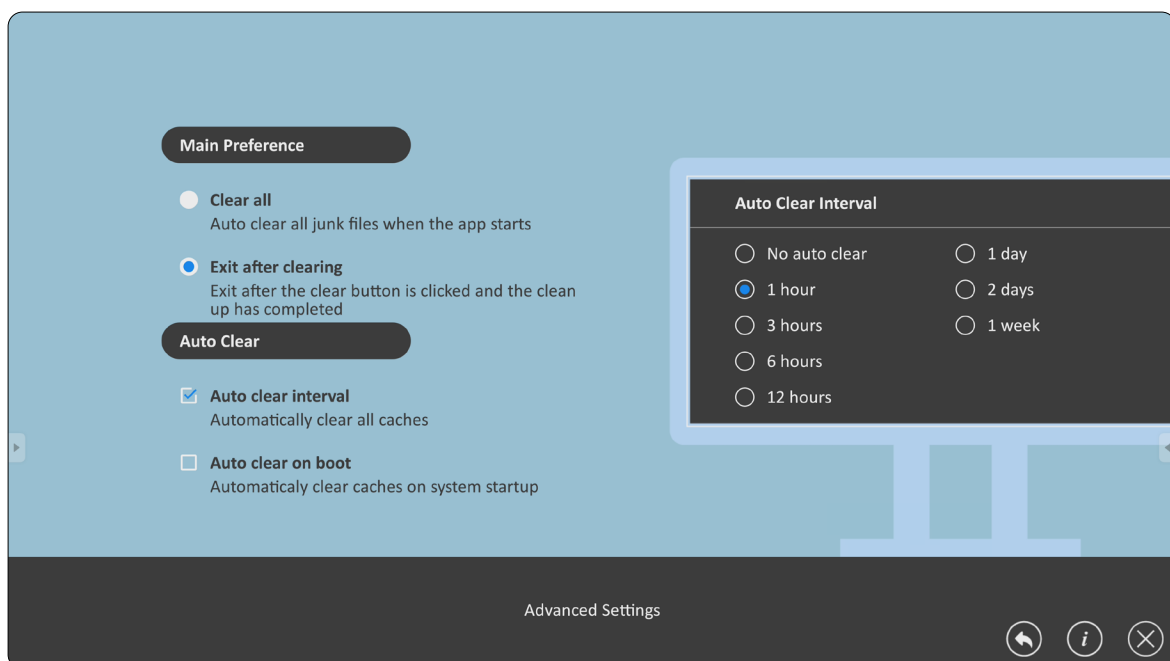 Main Preference
Clear all
Auto clear all junk files when the app starts
Exit after clearing
Exit after the clear button is clicked and the clean
up has completed
Auto Clear
Auto clear interval
Automatically clear all caches
Auto clear on boot
Automaticaly clear caches on system startup
Auto Clear Interval
No auto clear
1 hour
3 hours
6 hours
12 hours
1 day
2 days
1 week
Advanced Settings
i